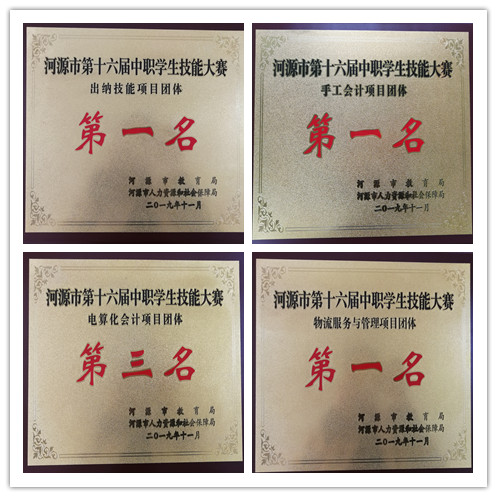 河源市第十六届中职学生技能大赛
出纳技能项目团体
第一名
河源市教育局
河源市人力资源和社会保障局
二〇一九年十一月
河源市第十六届中职学生技能大赛
手工会计项目团体
第一名
河源市教育局
河源市人力资源和社会保障局
二〇一九年十一月
河源市第十六届中职学生技能大赛
电算化会计项目团体
第三名
河源市教育局
河源市人力资源和社会保障局
二〇一九年十一月
河源市第十六届中职学生技能大赛
物流服务与管理项目团体
第一名
河源市教育局
河源市人力资源和社会保障局
二〇一九年十一月